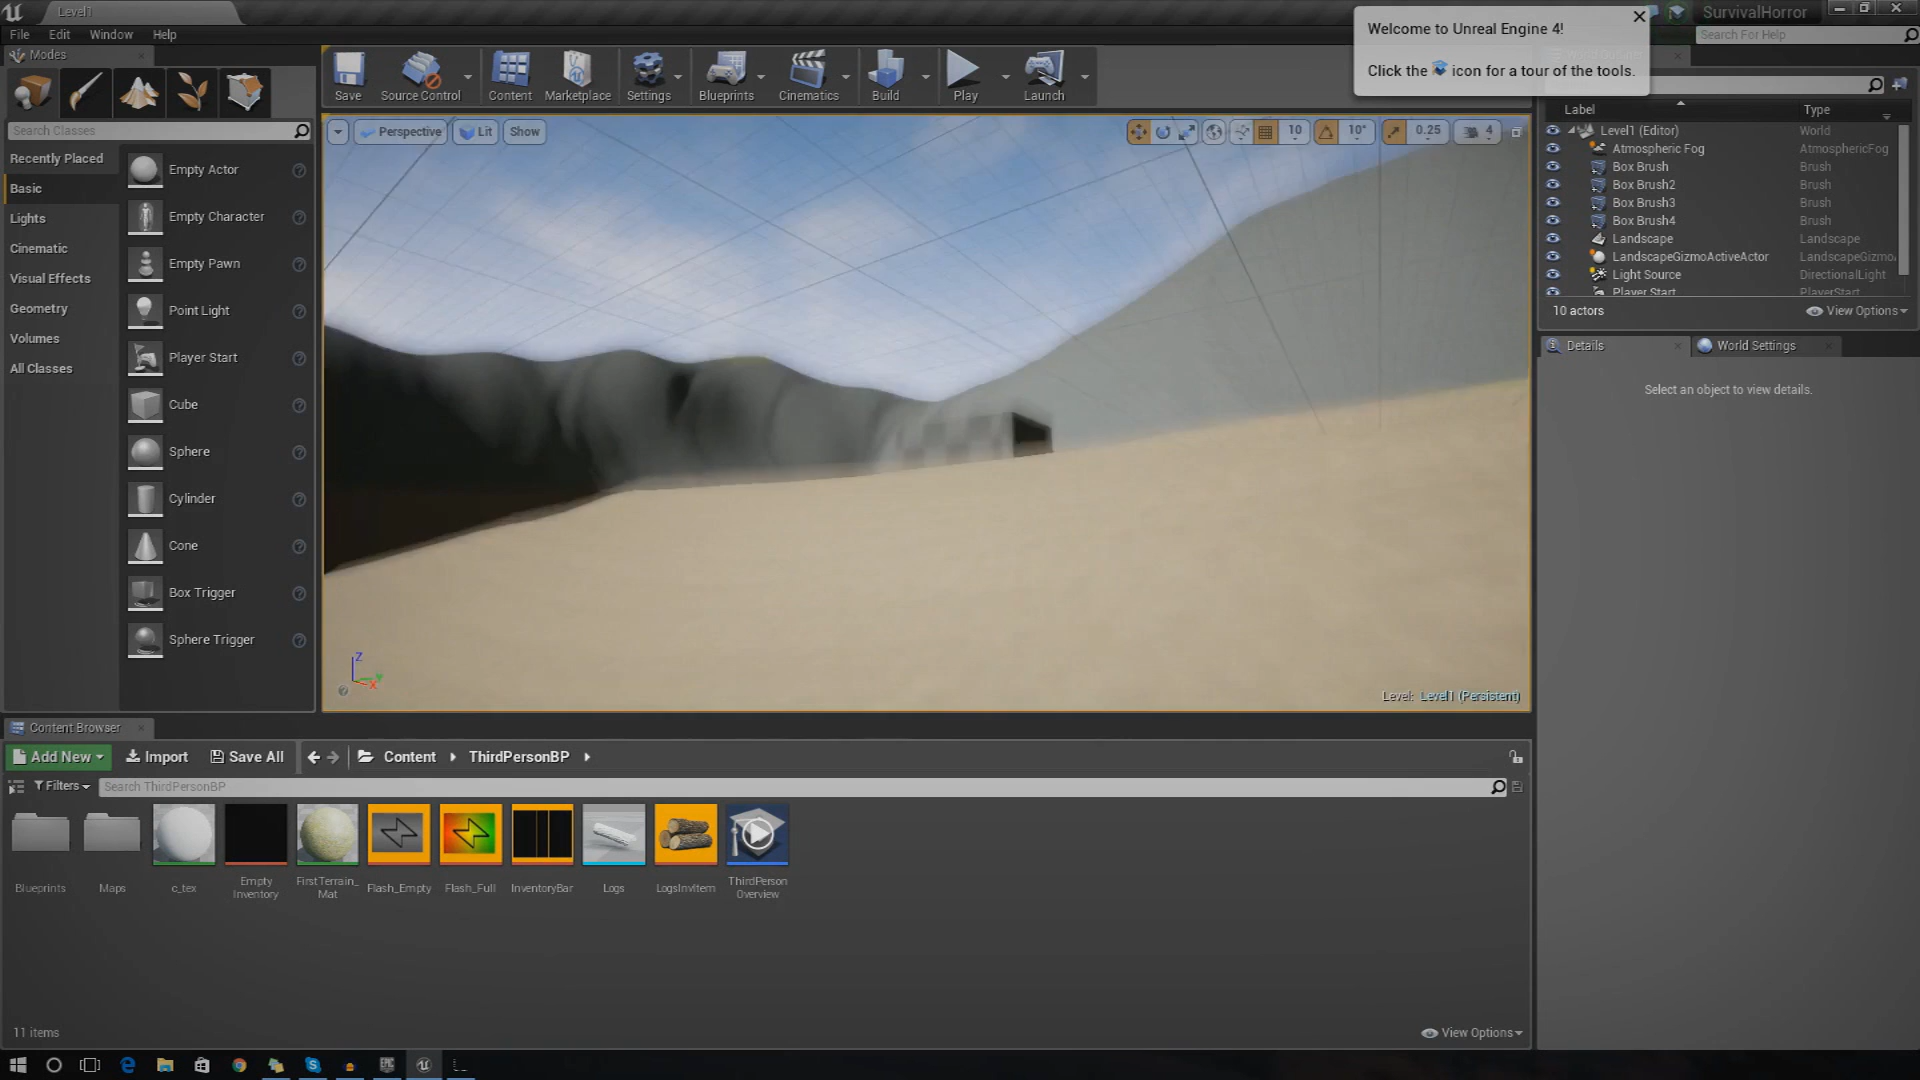 Level1
SurvivalHorror
File Edit Window Help
Search For Help
Welcome to Unreal Engine 4!
Click the icon for a tour of the tools.
Modes
Save
Source Control
Content
Marketplace
Settings
Blueprints
Cinematics
Build
Play
Launch
Search Classes
Recently Placed
Basic
Lights
Cinematic
Visual Effects
Geometry
Volumes
All Classes
Empty Actor
Empty Character
Empty Pawn
Point Light
Player Start
Cube
Sphere
Cylinder
Cone
Box Trigger
Sphere Trigger
Perspective
Lit
Show
10
10°
0.25
4
Z
X
Level: Level1 (Persistent)
Label Type
Level1 (Editor) World
Atmospheric Fog AtmosphericFog
Box Brush Brush
Box Brush2 Brush
Box Brush3 Brush
Box Brush4 Brush
Landscape Landscape
LandscapeGizmoActiveActor LandscapeGizmo
Light Source DirectionalLight
Player Start PlayerStart
10 actors
View Options
Details
World Settings
Select an object to view details.
Content Browser
Add New
Import
Save All
Content
ThirdPersonBP
Filters
Search ThirdPersonBP
Blueprints
Maps
c_tex
Empty
Inventory
FirstTerrain_
Mat
Flash_Empty
Flash_Full
InventoryBar
Logs
LogsInvItem
ThirdPerson
Overview
11 items
View Options
EPIC